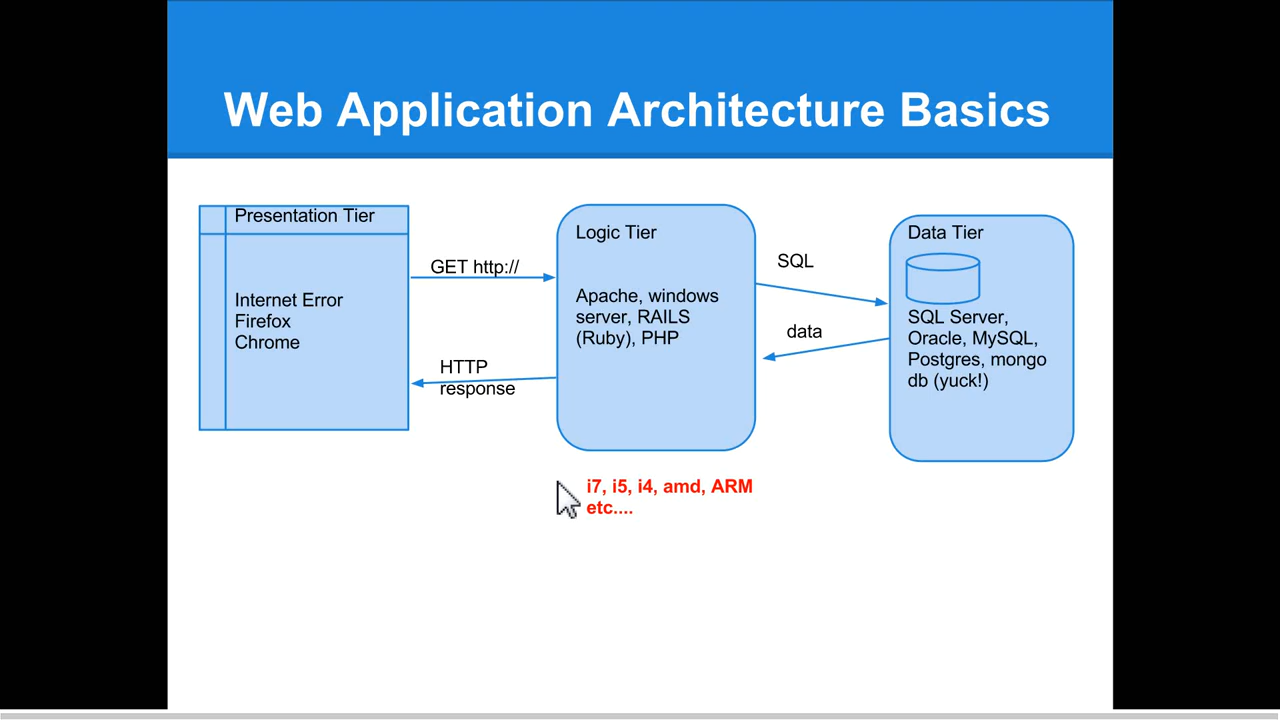 Web Application Architecture Basics
Presentation Tier
Internet Error
Firefox
Chrome
GET http://
HTTP
response
Logic Tier
Apache, windows
server, RAILS
(Ruby), PHP
SQL
data
Data Tier
SQL Server,
Oracle, MySQL,
Postgres, mongo
db (yuck!)
i7, i5, i4, amd, ARM
etc....